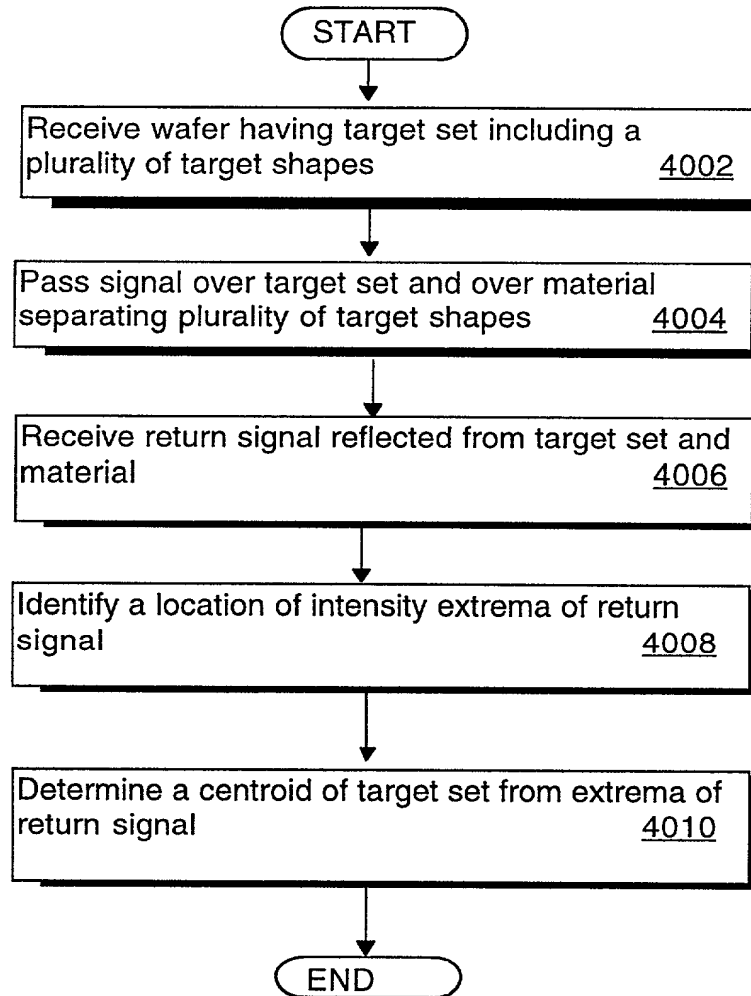 START
Receive wafer having target set including a
plurality of target shapes 4002
Pass signal over target set and over material
separating plurality of target shapes 4004
Receive return signal reflected from target set and
material 4006
Identify a location of intensity extrema of return
signal 4008
Determine a centroid of target set from extrema of
return signal 4010
END